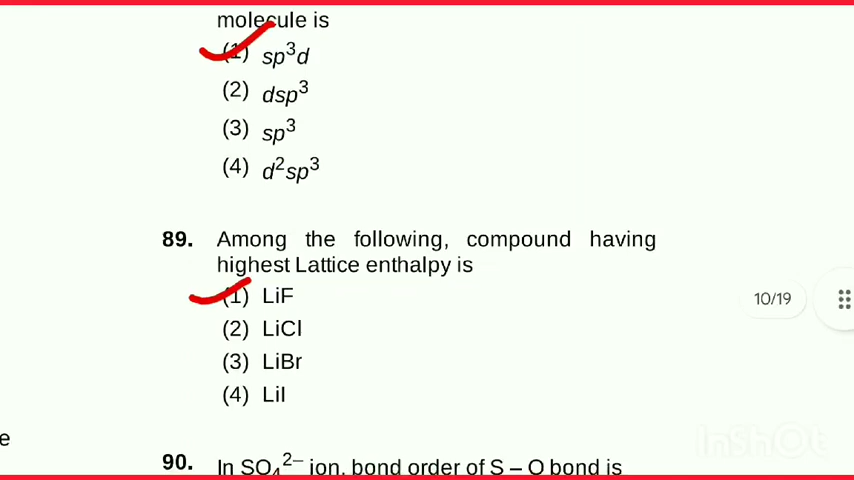 molecule is
(1) sp³d
(2) dsp³
(3) sp³
(4) d²sp³
89. Among the following, compound having
highest Lattice enthalpy is
(1) LiF
(2) LiCl
(3) LiBr
(4) LiI
10/19
e
90. In SO₄²⁻ ion, bond order of S – O bond is
InShOt